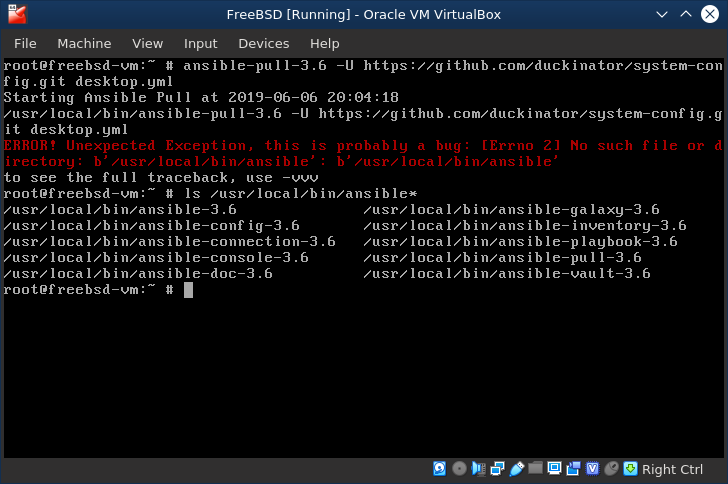 FreeBSD [Running] - Oracle VM VirtualBox
File Machine View Input Devices Help
root@freebsd-vm:~ # ansible-pull-3.6 -U https://github.com/duckinator/system-con
fig.git desktop.yml
Starting Ansible Pull at 2019-06-06 20:04:18
/usr/local/bin/ansible-pull-3.6 -U https://github.com/duckinator/system-config.g
it desktop.yml
ERROR! Unexpected Exception, this is probably a bug: [Errno 2] No such file or d
irectory: b'/usr/local/bin/ansible': b'/usr/local/bin/ansible'
to see the full traceback, use -vvv
root@freebsd-vm:~ # ls /usr/local/bin/ansible*
/usr/local/bin/ansible-3.6 /usr/local/bin/ansible-galaxy-3.6
/usr/local/bin/ansible-config-3.6 /usr/local/bin/ansible-inventory-3.6
/usr/local/bin/ansible-connection-3.6 /usr/local/bin/ansible-playbook-3.6
/usr/local/bin/ansible-console-3.6 /usr/local/bin/ansible-pull-3.6
/usr/local/bin/ansible-doc-3.6 /usr/local/bin/ansible-vault-3.6
root@freebsd-vm:~ #
Right Ctrl